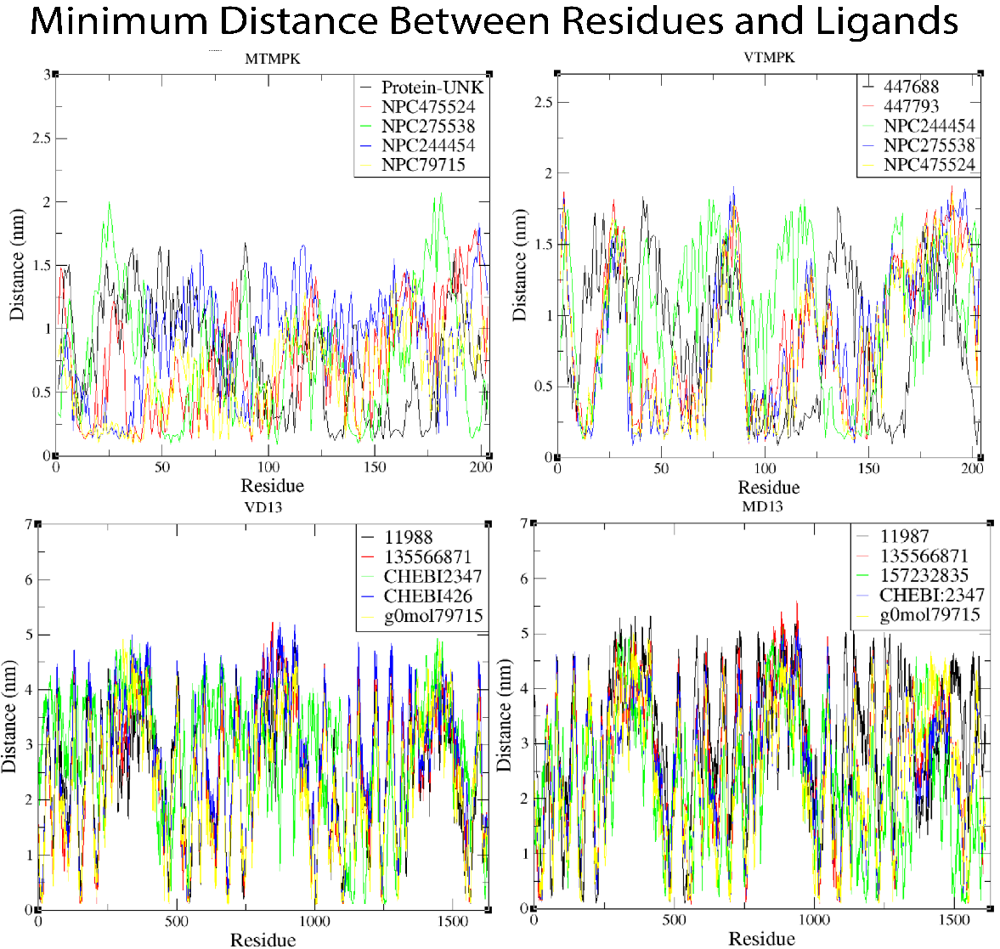 Minimum Distance Between Residues and Ligands
MTMPK
3
2.5
2
1.5
1
0.5
0
0
50
100
150
200
Distance (nm)
Residue
Protein-UNK
NPC475524
NPC275538
NPC244454
NPC79715
VTMPK
2.5
2
1.5
1
0.5
0
0
50
100
150
200
Distance (nm)
Residue
447688
447793
NPC244454
NPC275538
NPC475524
VD13
7
6
5
4
3
2
1
0
0
500
1000
1500
Distance (nm)
Residue
11988
135566871
CHEBI2347
CHEBI426
g0mol79715
MD13
7
6
5
4
3
2
1
0
0
500
1000
1500
Distance (nm)
Residue
11987
135566871
157232835
CHEBI:2347
g0mol79715